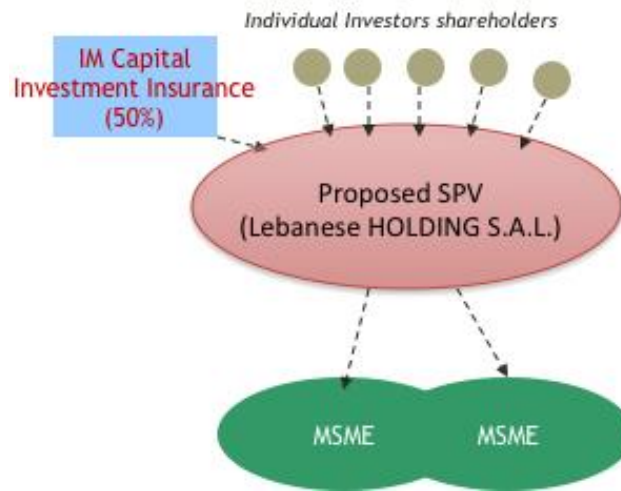 Individual Investors shareholders
IM Capital
Investment Insurance
(50%)
Proposed SPV
(Lebanese HOLDING S.A.L.)
MSME
MSME